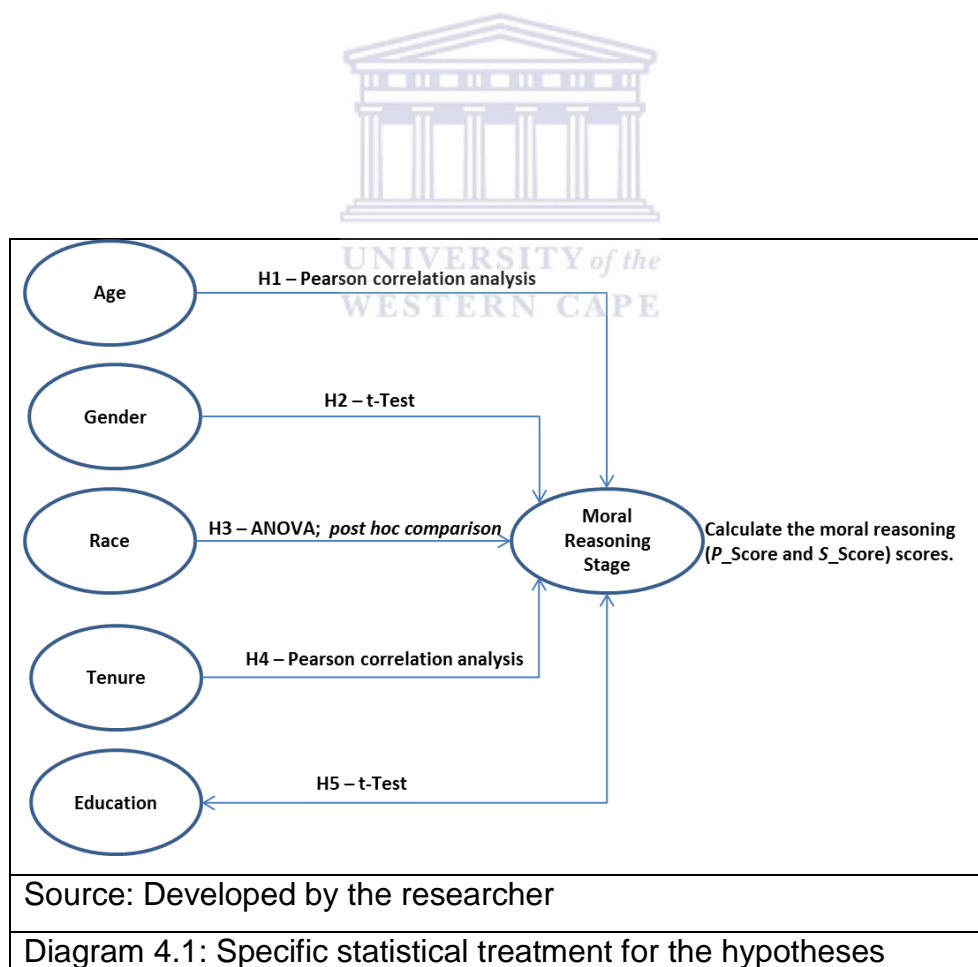 UNIVERSITY of the
WESTERN CAPE
Age
H1 – Pearson correlation analysis
Gender
H2 – t-Test
Race
H3 – ANOVA; post hoc comparison
Moral
Reasoning
Stage
Calculate the moral reasoning
(P_Score and S_Score) scores.
Tenure
H4 – Pearson correlation analysis
Education
H5 – t-Test
Source: Developed by the researcher
Diagram 4.1: Specific statistical treatment for the hypotheses